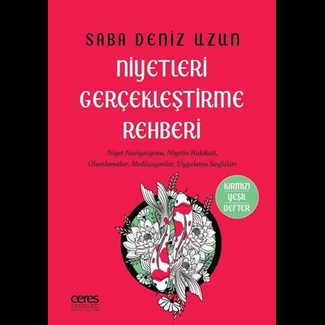 SABA DENİZ UZUN
NİYETLERİ
GERÇEKLEŞTİRME
REHBERİ
Niyet Navigasyonu, Niyetin Hakikati,
Olumlamalar, Meditasyonlar, Uygulama Sayfaları
KIRMIZI
YEŞİL
DEFTER
ceres